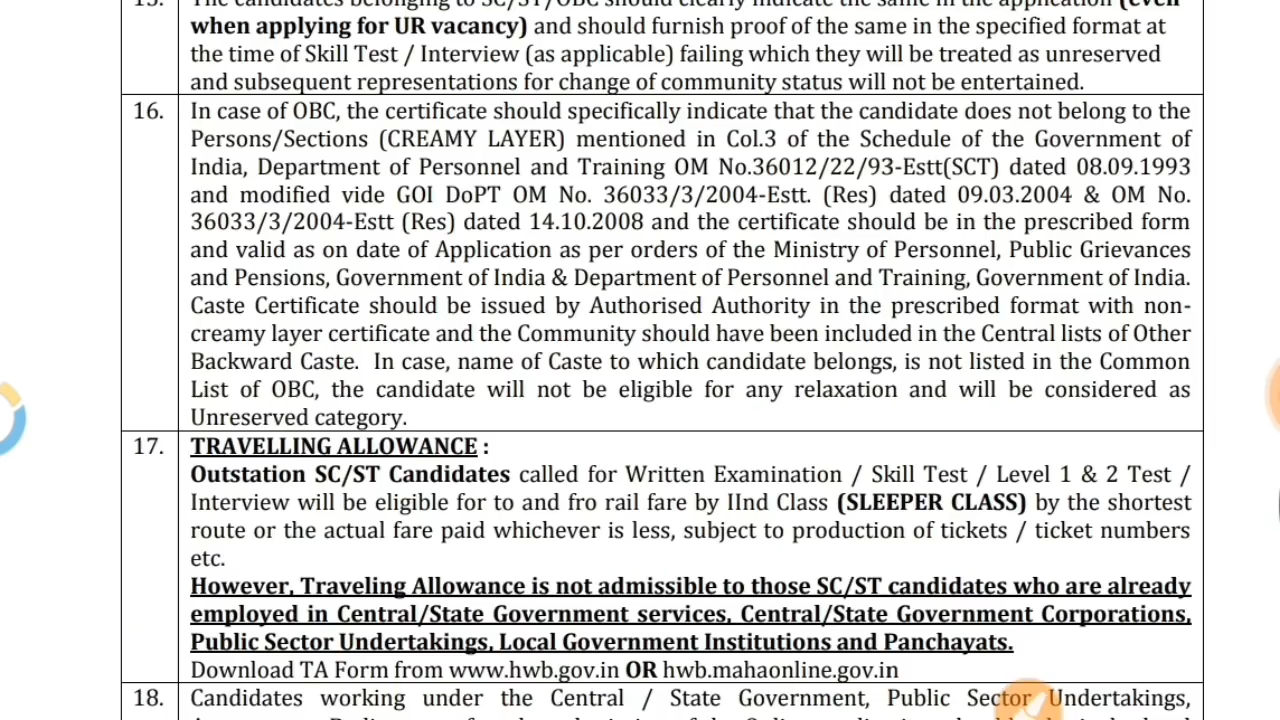 15. The candidates belonging to SC/ST/OBC should clearly indicate the same in the application (even
when applying for UR vacancy) and should furnish proof of the same in the specified format at
the time of Skill Test / Interview (as applicable) failing which they will be treated as unreserved
and subsequent representations for change of community status will not be entertained.
16. In case of OBC, the certificate should specifically indicate that the candidate does not belong to the
Persons/Sections (CREAMY LAYER) mentioned in Col.3 of the Schedule of the Government of
India, Department of Personnel and Training OM No.36012/22/93-Estt(SCT) dated 08.09.1993
and modified vide GOI DoPT OM No. 36033/3/2004-Estt. (Res) dated 09.03.2004 & OM No.
36033/3/2004-Estt (Res) dated 14.10.2008 and the certificate should be in the prescribed form
and valid as on date of Application as per orders of the Ministry of Personnel, Public Grievances
and Pensions, Government of India & Department of Personnel and Training, Government of India.
Caste Certificate should be issued by Authorised Authority in the prescribed format with non-
creamy layer certificate and the Community should have been included in the Central lists of Other
Backward Caste. In case, name of Caste to which candidate belongs, is not listed in the Common
List of OBC, the candidate will not be eligible for any relaxation and will be considered as
Unreserved category.
17. TRAVELLING ALLOWANCE :
Outstation SC/ST Candidates called for Written Examination / Skill Test / Level 1 & 2 Test /
Interview will be eligible for to and fro rail fare by IInd Class (SLEEPER CLASS) by the shortest
route or the actual fare paid whichever is less, subject to production of tickets / ticket numbers
etc.
However, Traveling Allowance is not admissible to those SC/ST candidates who are already
employed in Central/State Government services, Central/State Government Corporations,
Public Sector Undertakings, Local Government Institutions and Panchayats.
Download TA Form from www.hwb.gov.in OR hwb.mahaonline.gov.in
18. Candidates working under the Central / State Government, Public Sector Undertakings,